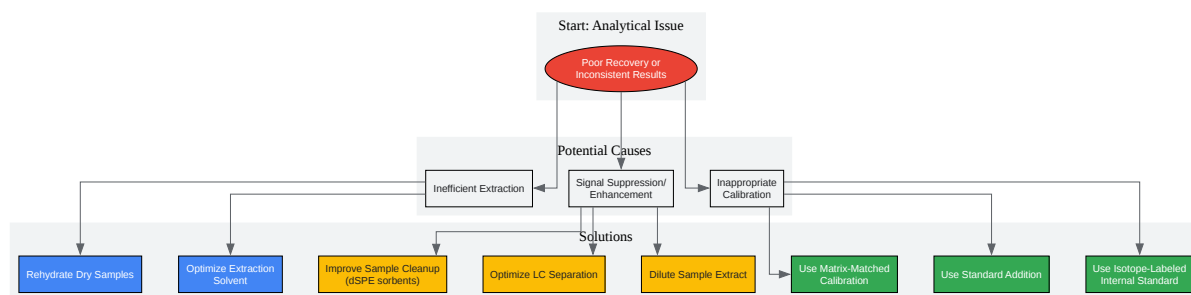 Start: Analytical Issue
Poor Recovery or
Inconsistent Results
Potential Causes
Inefficient Extraction
Signal Suppression/
Enhancement
Inappropriate
Calibration
Solutions
Rehydrate Dry Samples
Optimize Extraction
Solvent
Improve Sample Cleanup
(dSPE sorbents)
Optimize LC Separation
Dilute Sample Extract
Use Matrix-Matched
Calibration
Use Standard Addition
Use Isotope-Labeled
Internal Standard